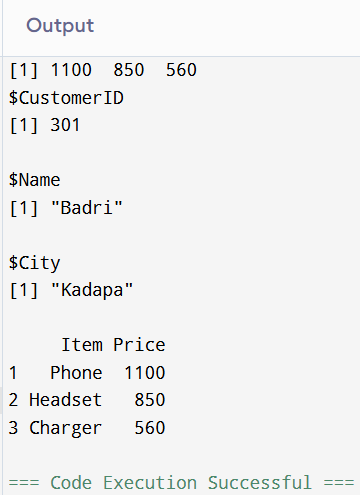 Output
[1] 1100  850  560
$CustomerID
[1] 301

$Name
[1] "Badri"

$City
[1] "Kadapa"

     Item Price
1   Phone  1100
2 Headset   850
3 Charger   560

=== Code Execution Successful ===